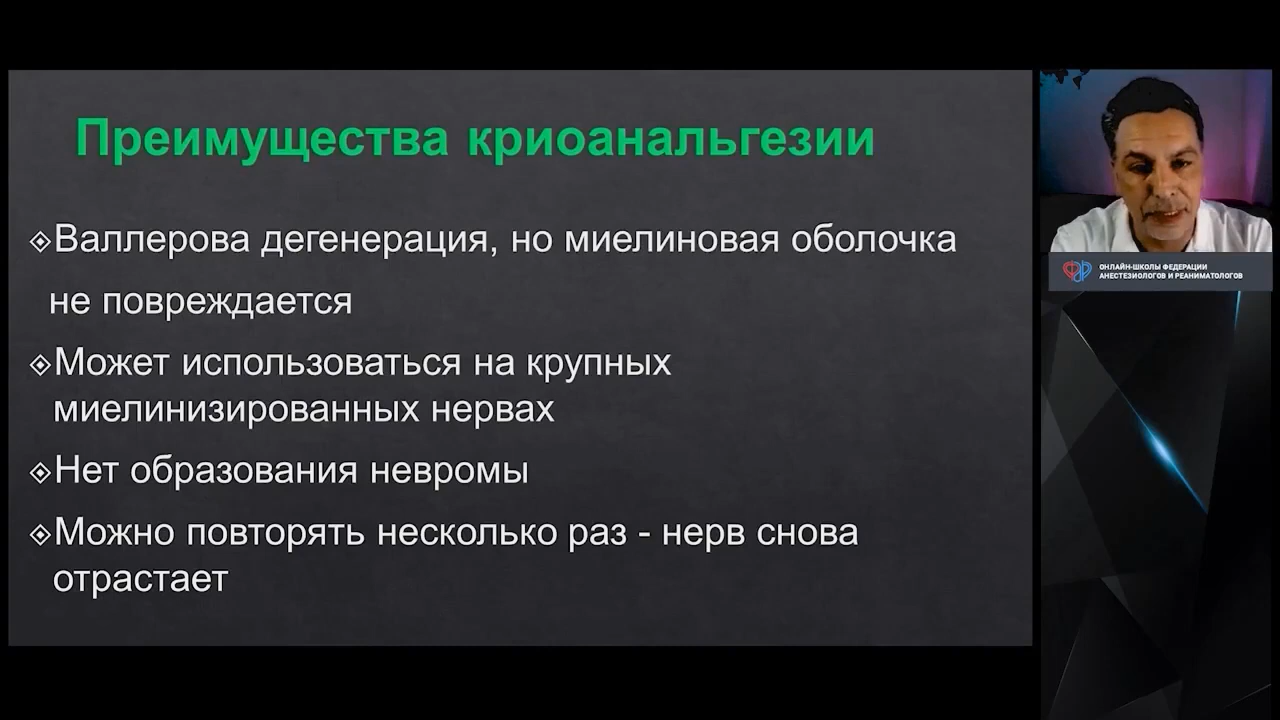 Преимущества криоанальгезии
Валлерова дегенерация, но миелиновая оболочка
не повреждается
Может использоваться на крупных
миелинизированных нервах
Нет образования невромы
Можно повторять несколько раз - нерв снова
отрастает
ОНЛАЙН-ШКОЛЫ ФЕДЕРАЦИИ
АНЕСТЕЗИОЛОГОВ И РЕАНИМАТОЛОГОВ